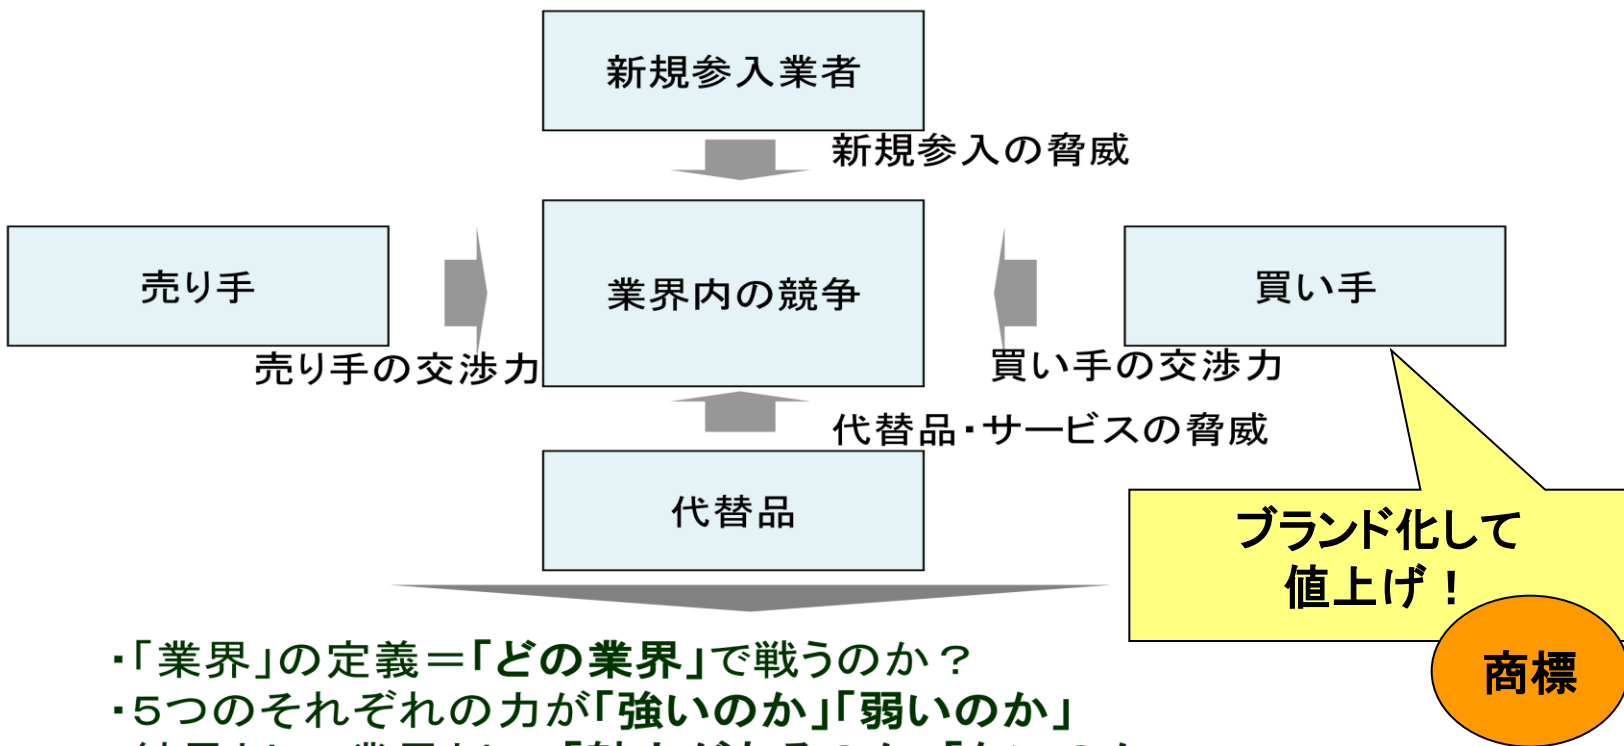 新規参入業者
新規参入の脅威
売り手
業界内の競争
買い手
売り手の交渉力
買い手の交渉力
代替品・サービスの脅威
代替品
ブランド化して
値上げ！
商標
・「業界」の定義＝「どの業界」で戦うのか？
・5つのそれぞれの力が「強いのか」「弱いのか」